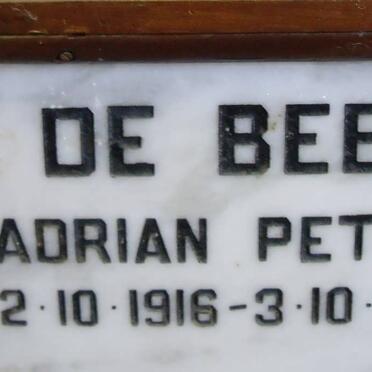 DE BEE
ADRIAN PET
2·10·1916-3·10·